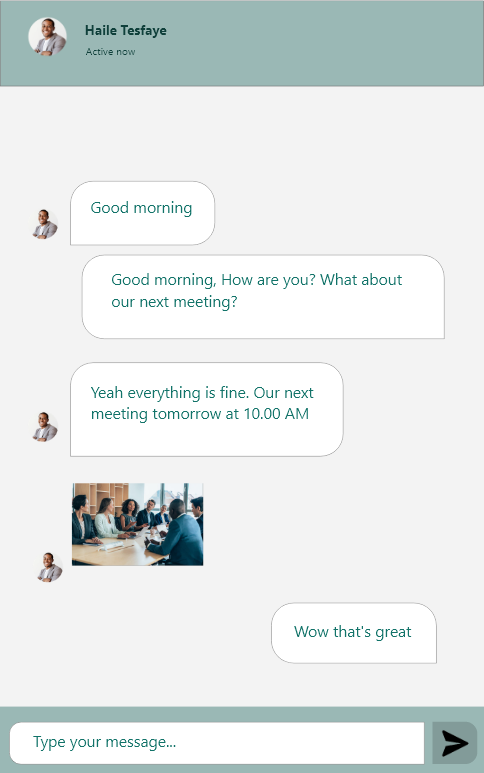 Haile Tesfaye
Active now
Good morning
Good morning, How are you? What about
our next meeting?
Yeah everything is fine. Our next
meeting tomorrow at 10.00 AM
Wow that's great
Type your message...